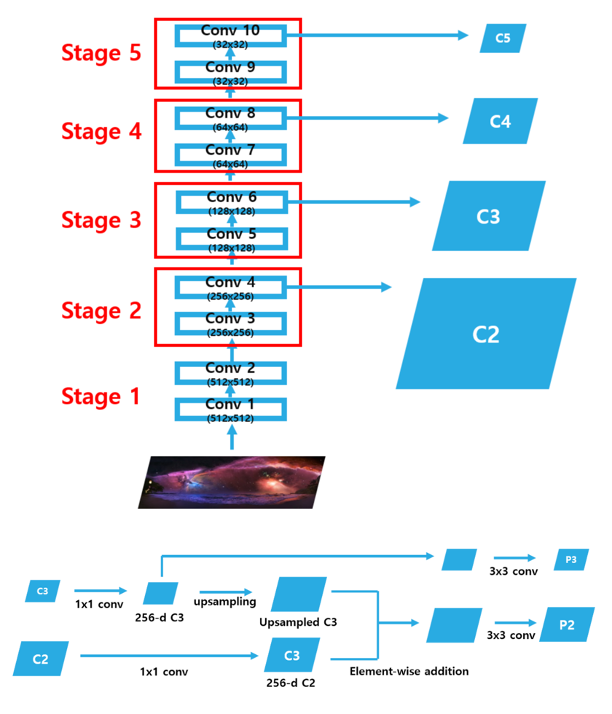 Stage 5
Conv 10
(32x32)
Conv 9
(32x32)
C5
Stage 4
Conv 8
(64x64)
Conv 7
(64x64)
C4
Stage 3
Conv 6
(128x128)
Conv 5
(128x128)
C3
Stage 2
Conv 4
(256x256)
Conv 3
(256x256)
C2
Stage 1
Conv 2
(512x512)
Conv 1
(512x512)
C3
1x1 conv
256-d C3
upsampling
Upsampled C3
3x3 conv
P3
C2
1x1 conv
C3
256-d C2
Element-wise addition
3x3 conv
P2